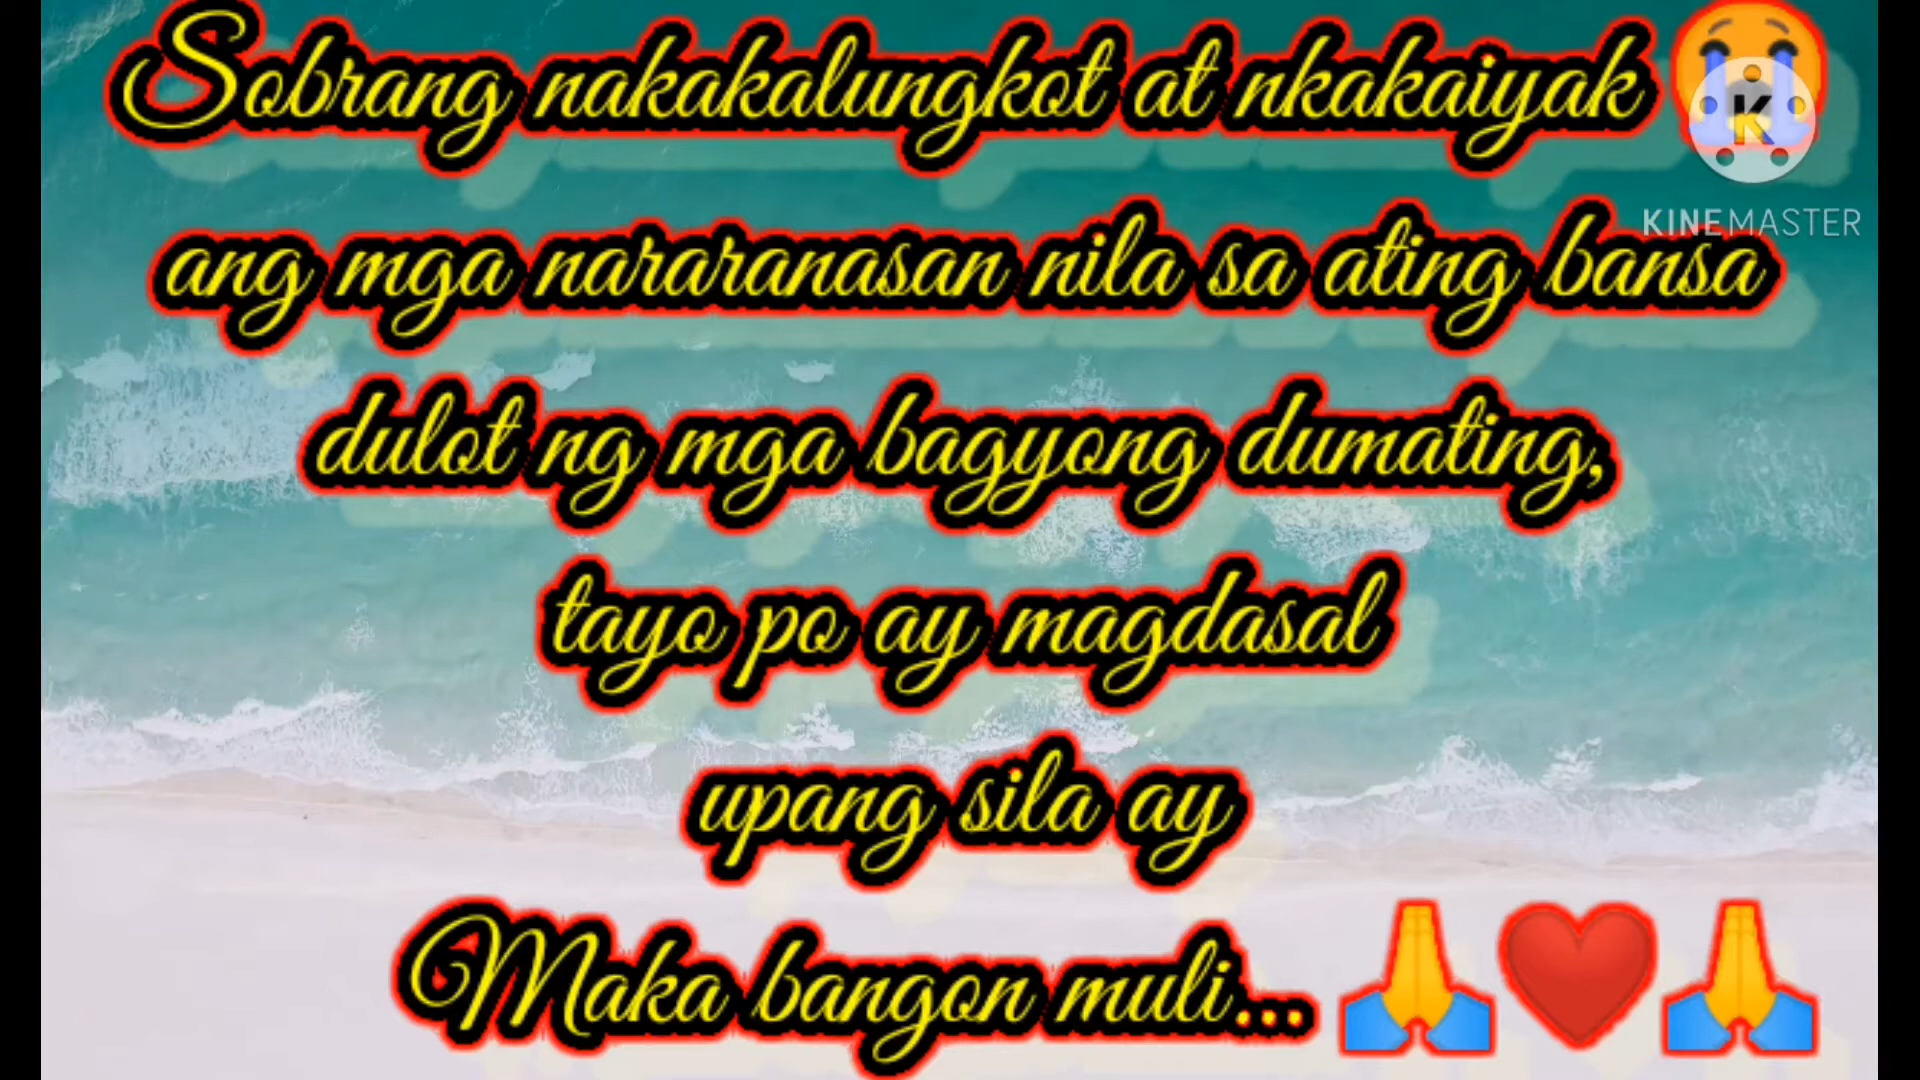 Sobrang nakakalungkot at nkakaiyak 😭
KINEMASTER
ang mga nararanasan nila sa ating bansa
dulot ng mga bagyong dumating,
tayo po ay magdasal
upang sila ay
Maka bangon muli... 🙏❤️🙏